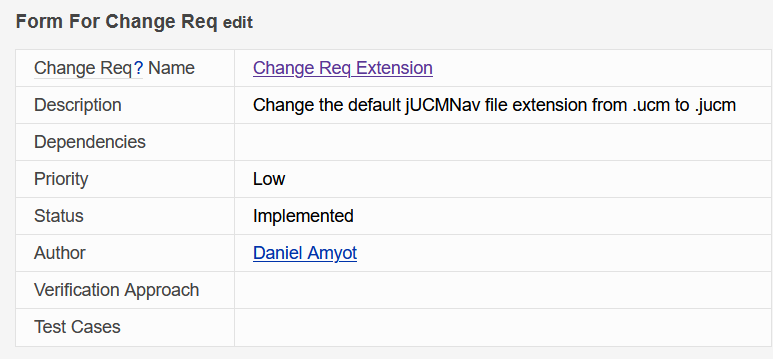 Form For Change Req edit
Change Req? Name Change Req Extension
Description Change the default jUCMNav file extension from .ucm to .jucm
Dependencies
Priority Low
Status Implemented
Author Daniel Amyot
Verification Approach
Test Cases